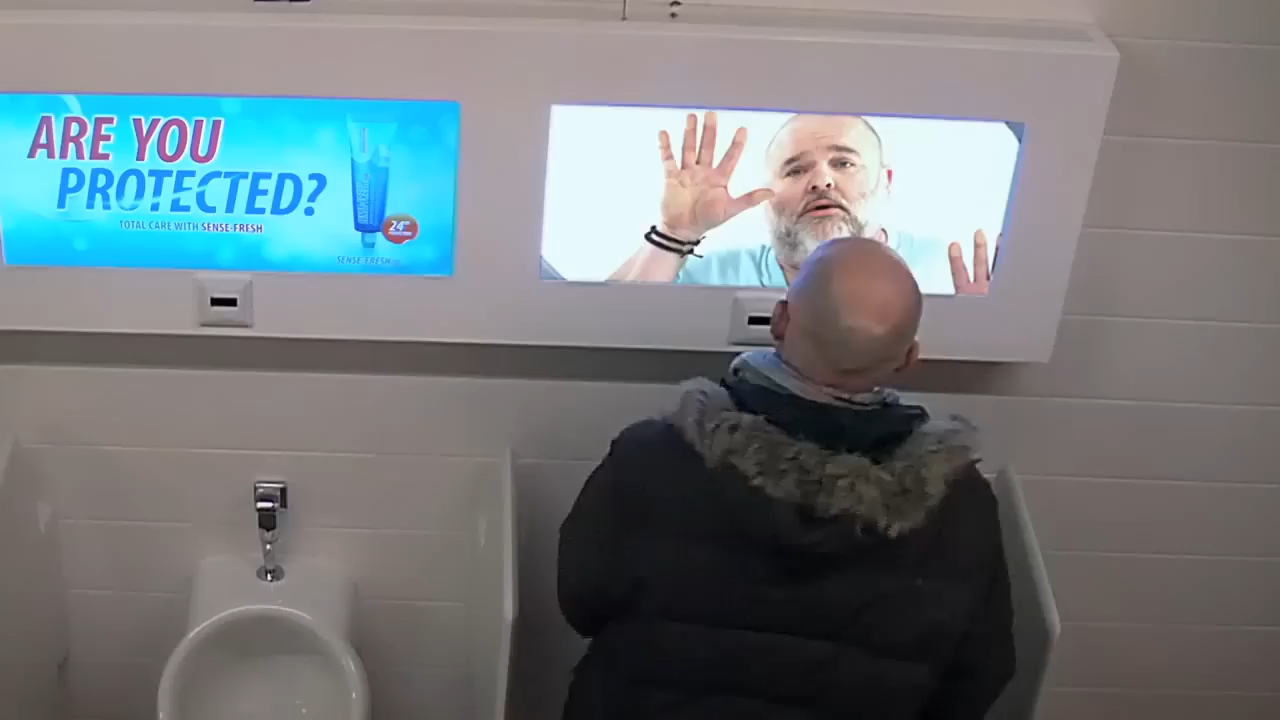 ARE YOU
PROTECTED?
TOTAL CARE WITH SENSE-FRESH
24
SENSE-FRESH